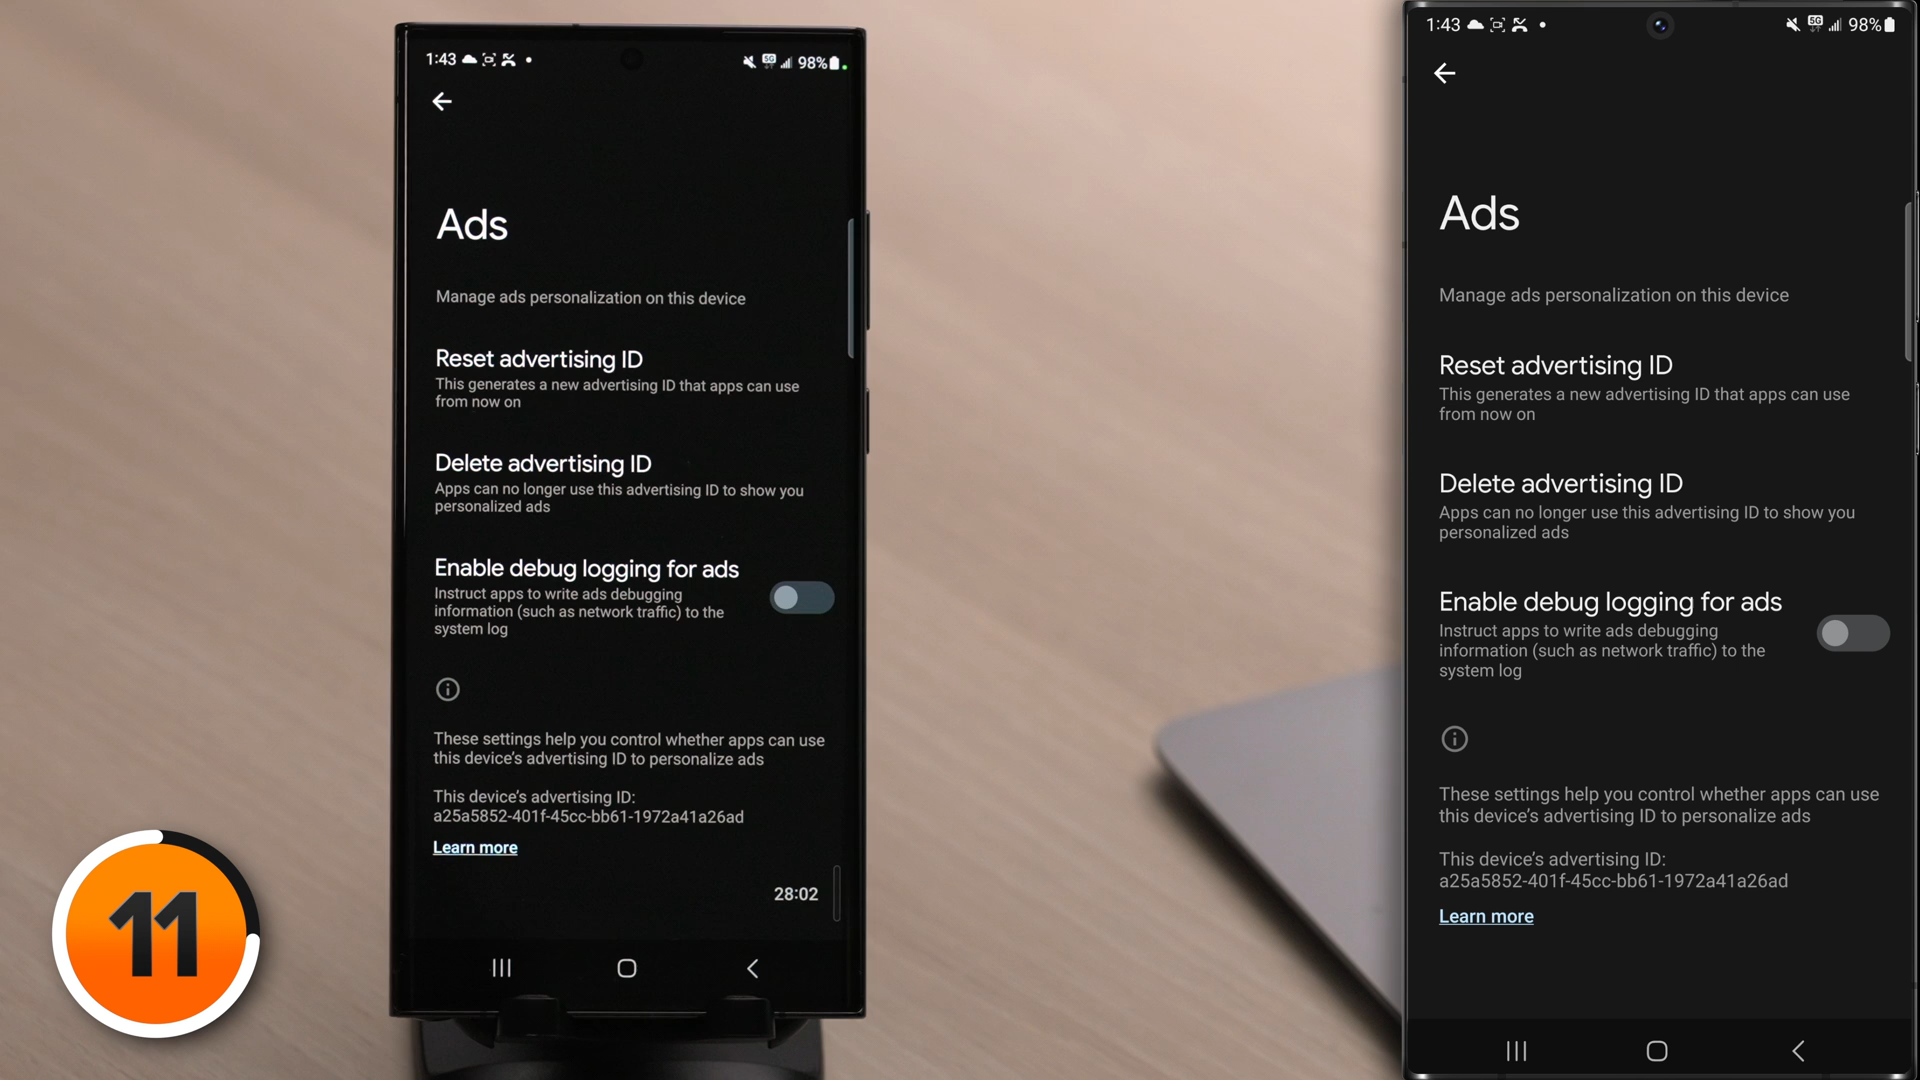 1:43
98%
Ads
Manage ads personalization on this device
Reset advertising ID
This generates a new advertising ID that apps can use
from now on
Delete advertising ID
Apps can no longer use this advertising ID to show you
personalized ads
Enable debug logging for ads
Instruct apps to write ads debugging
information (such as network traffic) to the
system log
These settings help you control whether apps can use
this device's advertising ID to personalize ads
This device's advertising ID:
a25a5852-401f-45cc-bb61-1972a41a26ad
Learn more
28:02
11
1:43
5G
98%
Ads
Manage ads personalization on this device
Reset advertising ID
This generates a new advertising ID that apps can use
from now on
Delete advertising ID
Apps can no longer use this advertising ID to show you
personalized ads
Enable debug logging for ads
Instruct apps to write ads debugging
information (such as network traffic) to the
system log
These settings help you control whether apps can use
this device's advertising ID to personalize ads
This device's advertising ID:
a25a5852-401f-45cc-bb61-1972a41a26ad
Learn more